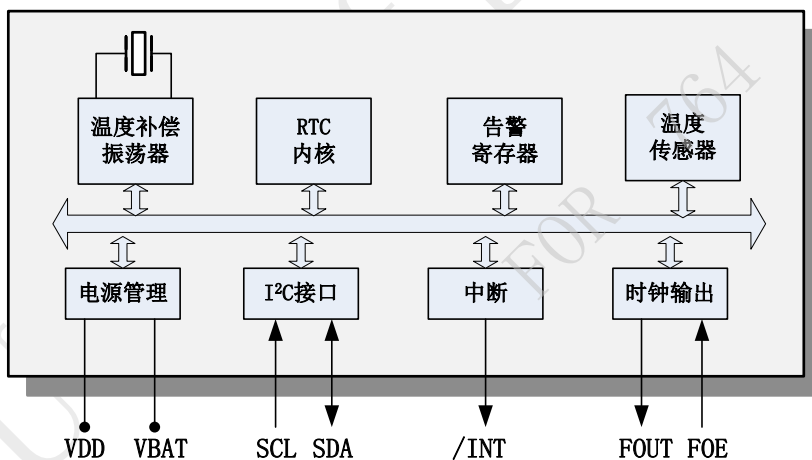 温度补偿
振荡器
RTC
内核
告警
寄存器
温度
传感器
电源管理
I²C接口
中断
时钟输出
VDD VBAT SCL SDA /INT FOUT FOE
FOR 764